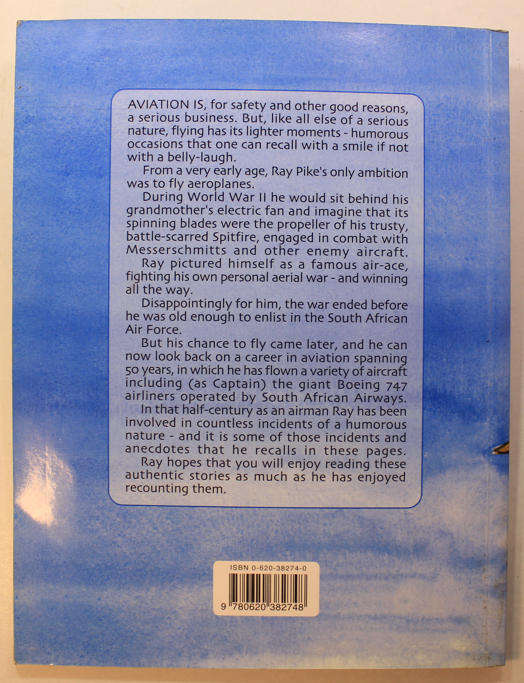 AVIATION IS, for safety and other good reasons,
a serious business. But, like all else of a serious
nature, flying has its lighter moments - humorous
occasions that one can recall with a smile if not
with a belly-laugh.
From a very early age, Ray Pike's only ambition
was to fly aeroplanes.
During World War II he would sit behind his
grandmother's electric fan and imagine that its
spinning blades were the propeller of his trusty,
battle-scarred Spitfire, engaged in combat with
Messerschmitts and other enemy aircraft.
Ray pictured himself as a famous air-ace,
fighting his own personal aerial war - and winning
all the way.
Disappointingly for him, the war ended before
he was old enough to enlist in the South African
Air Force.
But his chance to fly came later, and he can
now look back on a career in aviation spanning
50 years, in which he has flown a variety of aircraft
including (as Captain) the giant Boeing 747
airliners operated by South African Airways.
In that half-century as an airman Ray has been
involved in countless incidents of a humorous
nature - and it is some of those incidents and
anecdotes that he recalls in these pages.
Ray hopes that you will enjoy reading these
authentic stories as much as he has enjoyed
recounting them.
ISBN 0-620-38274-0
9 780620 382748